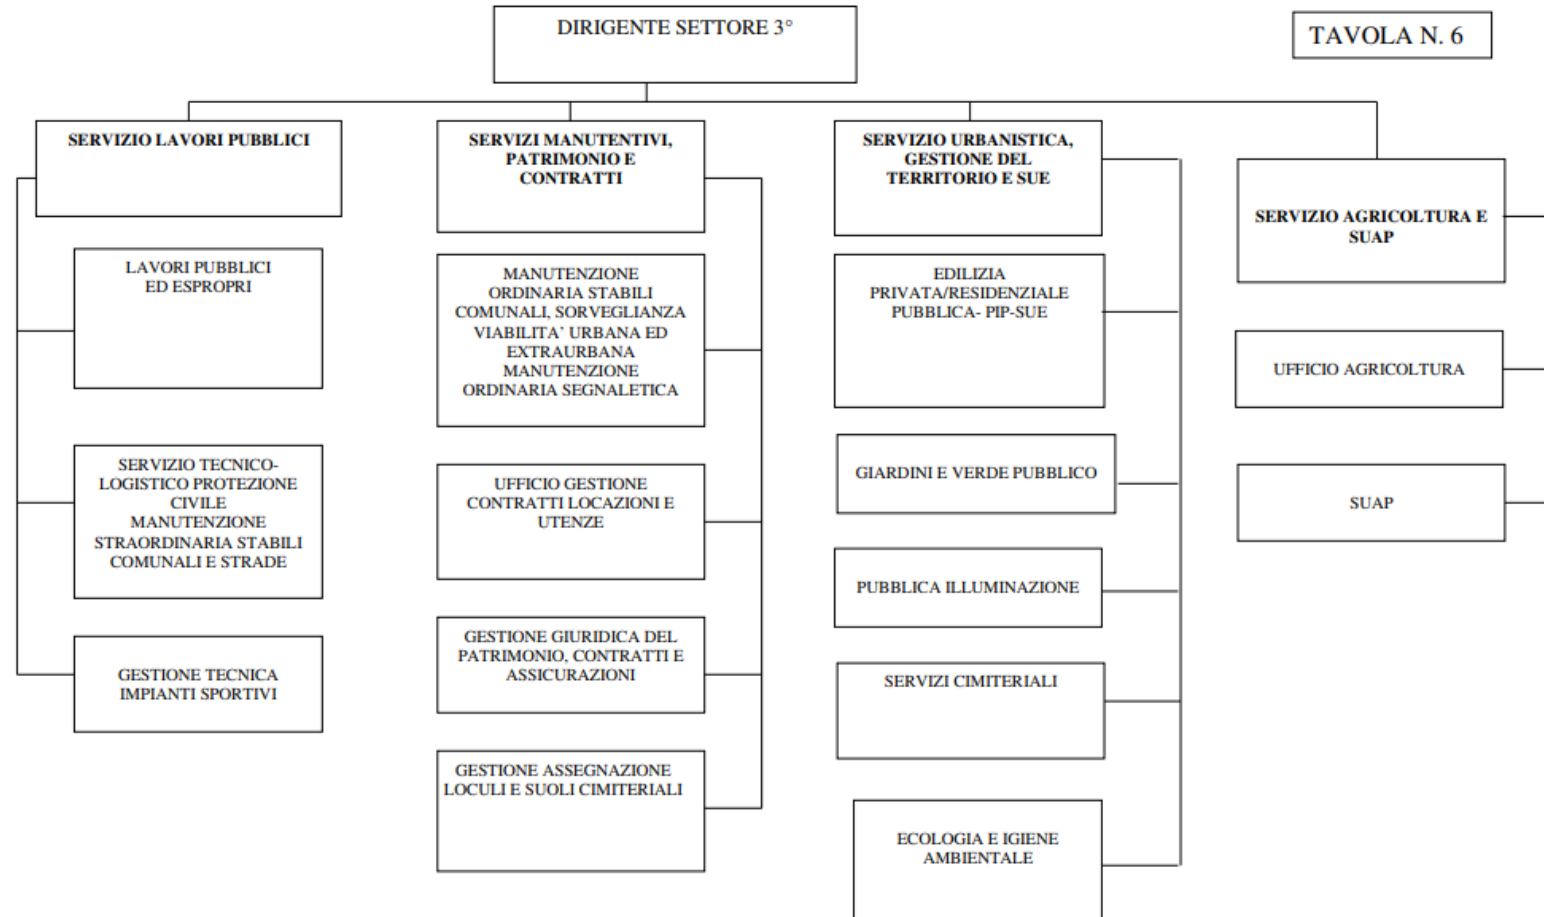 DIRIGENTE SETTORE 3°
TAVOLA N. 6
SERVIZIO LAVORI PUBBLICI
LAVORI PUBBLICI
ED ESPROPRI
SERVIZIO TECNICO-
LOGISTICO PROTEZIONE
CIVILE
MANUTENZIONE
STRAORDINARIA STABILI
COMUNALI E STRADE
GESTIONE TECNICA
IMPIANTI SPORTIVI
SERVIZI MANUTENTIVI,
PATRIMONIO E
CONTRATTI
MANUTENZIONE
ORDINARIA STABILI
COMUNALI, SORVEGLIANZA
VIABILITA’ URBANA ED
EXTRAURBANA
MANUTENZIONE
ORDINARIA SEGNALETICA
UFFICIO GESTIONE
CONTRATTI LOCAZIONI E
UTENZE
GESTIONE GIURIDICA DEL
PATRIMONIO, CONTRATTI E
ASSICURAZIONI
GESTIONE ASSEGNAZIONE
LOCULI E SUOLI CIMITERIALI
SERVIZIO URBANISTICA,
GESTIONE DEL
TERRITORIO E SUE
EDILIZIA
PRIVATA/RESIDENZIALE
PUBBLICA- PIP-SUE
GIARDINI E VERDE PUBBLICO
PUBBLICA ILLUMINAZIONE
SERVIZI CIMITERIALI
ECOLOGIA E IGIENE
AMBIENTALE
SERVIZIO AGRICOLTURA E
SUAP
UFFICIO AGRICOLTURA
SUAP